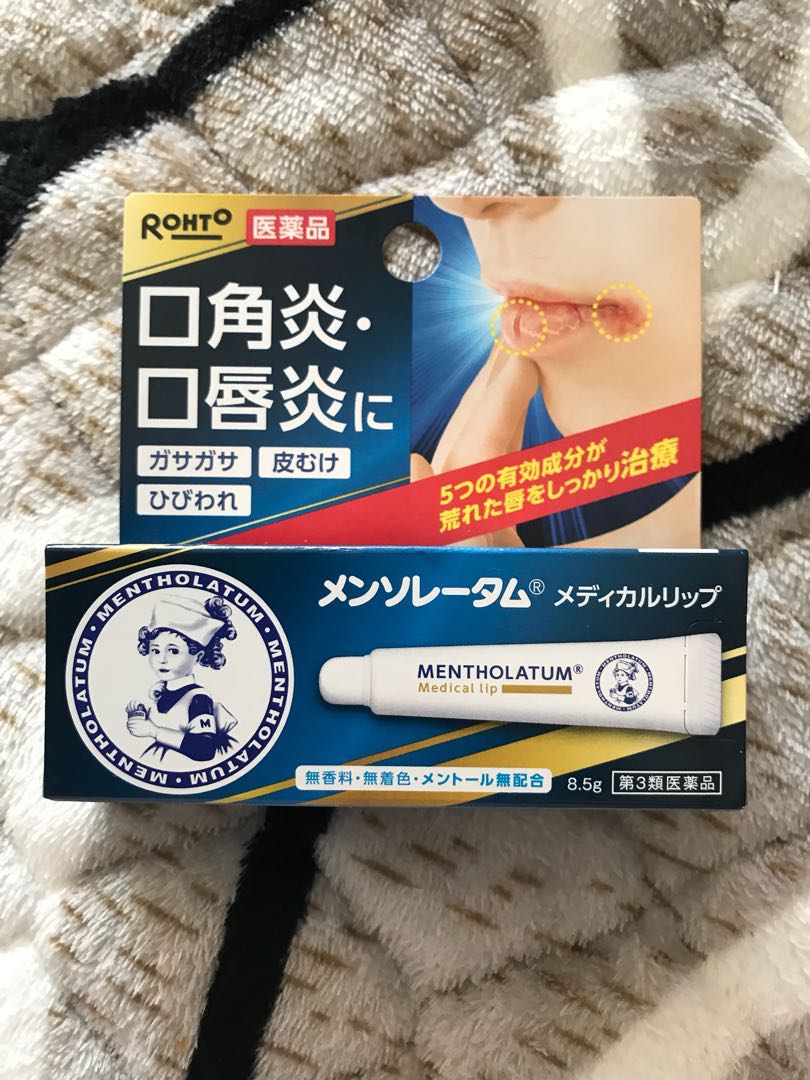 ROHTO 医薬品
口角炎・
口唇炎に
ガサガサ 皮むけ
ひびわれ
5つの有効成分が
荒れた唇をしっかり治療
MENTHOLATUM・MENTHOLATUM・MENTHOLATUM・
M
メンソレータム® メディカルリップ
MENTHOLATUM®
Medical lip
無香料・無着色・メントール無配合
8.5g 第3類医薬品